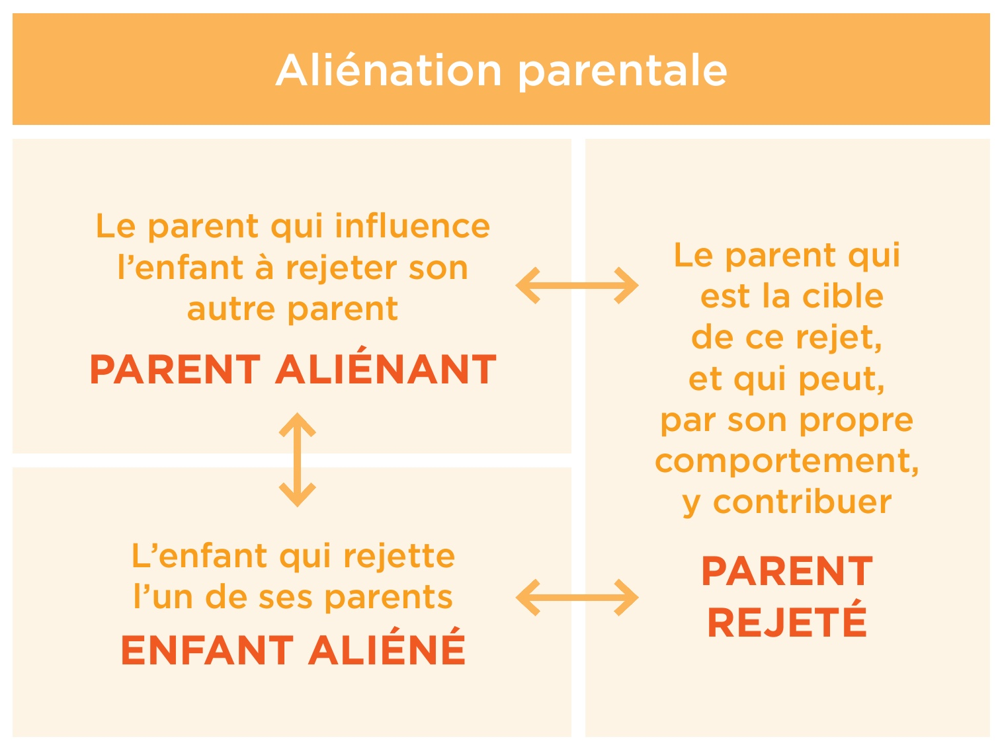 Aliénation parentale
Le parent qui influence
l’enfant à rejeter son
autre parent
PARENT ALIÉNANT
L’enfant qui rejette
l’un de ses parents
ENFANT ALIÉNÉ
Le parent qui
est la cible
de ce rejet,
et qui peut,
par son propre
comportement,
y contribuer
PARENT
REJETÉ